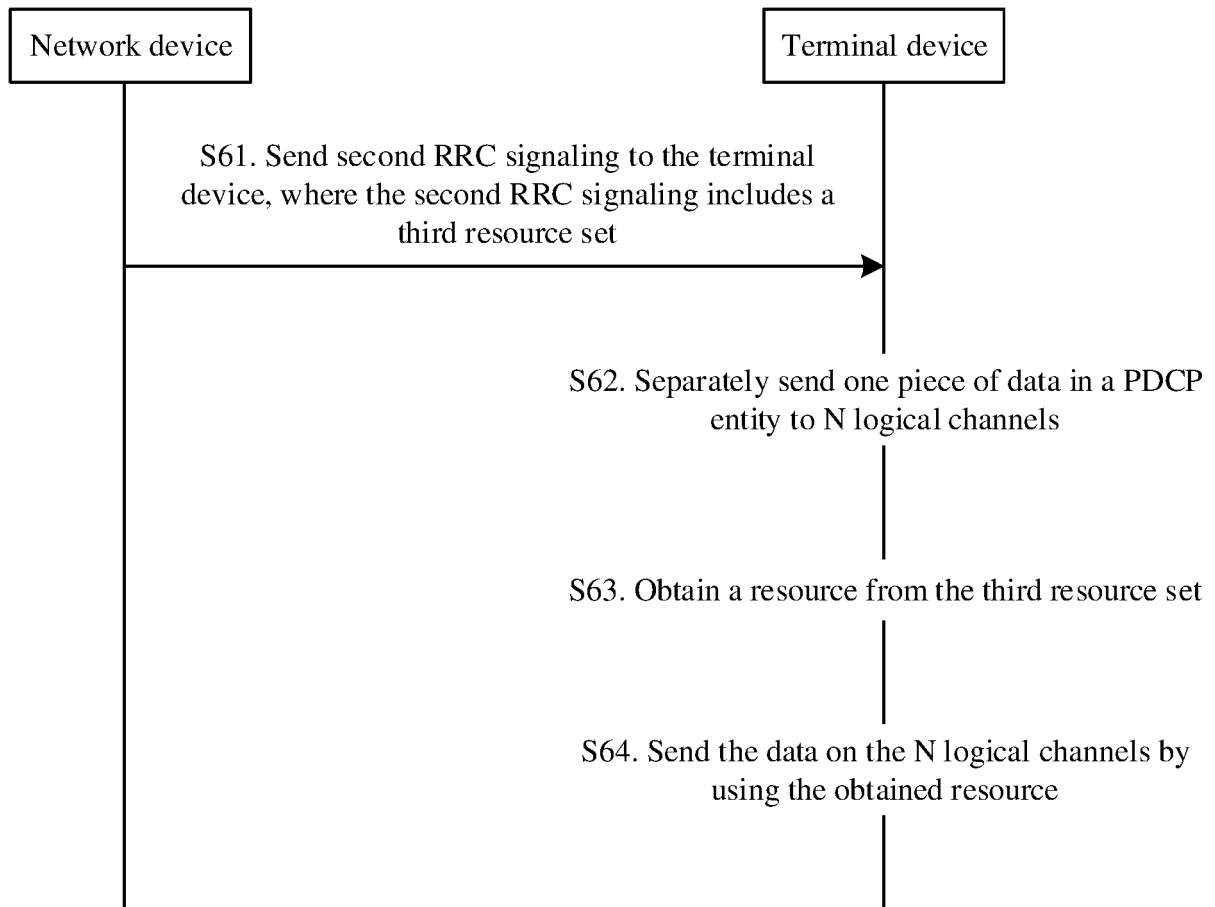 Network device
Terminal device
S61. Send second RRC signaling to the terminal
device, where the second RRC signaling includes a
third resource set
S62. Separately send one piece of data in a PDCP
entity to N logical channels
S63. Obtain a resource from the third resource set
S64. Send the data on the N logical channels by
using the obtained resource